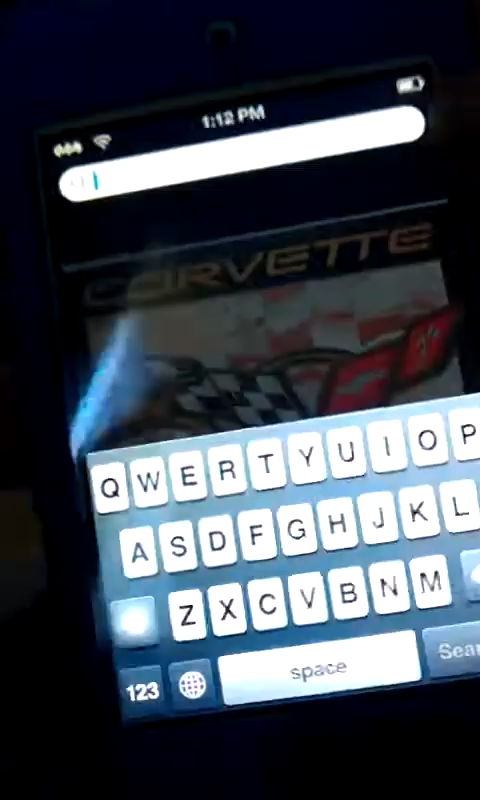 1:12 PM
CORVETTE
Q W E R T Y U I O P
A S D F G H J K L
Z X C V B N M
123 space Sear